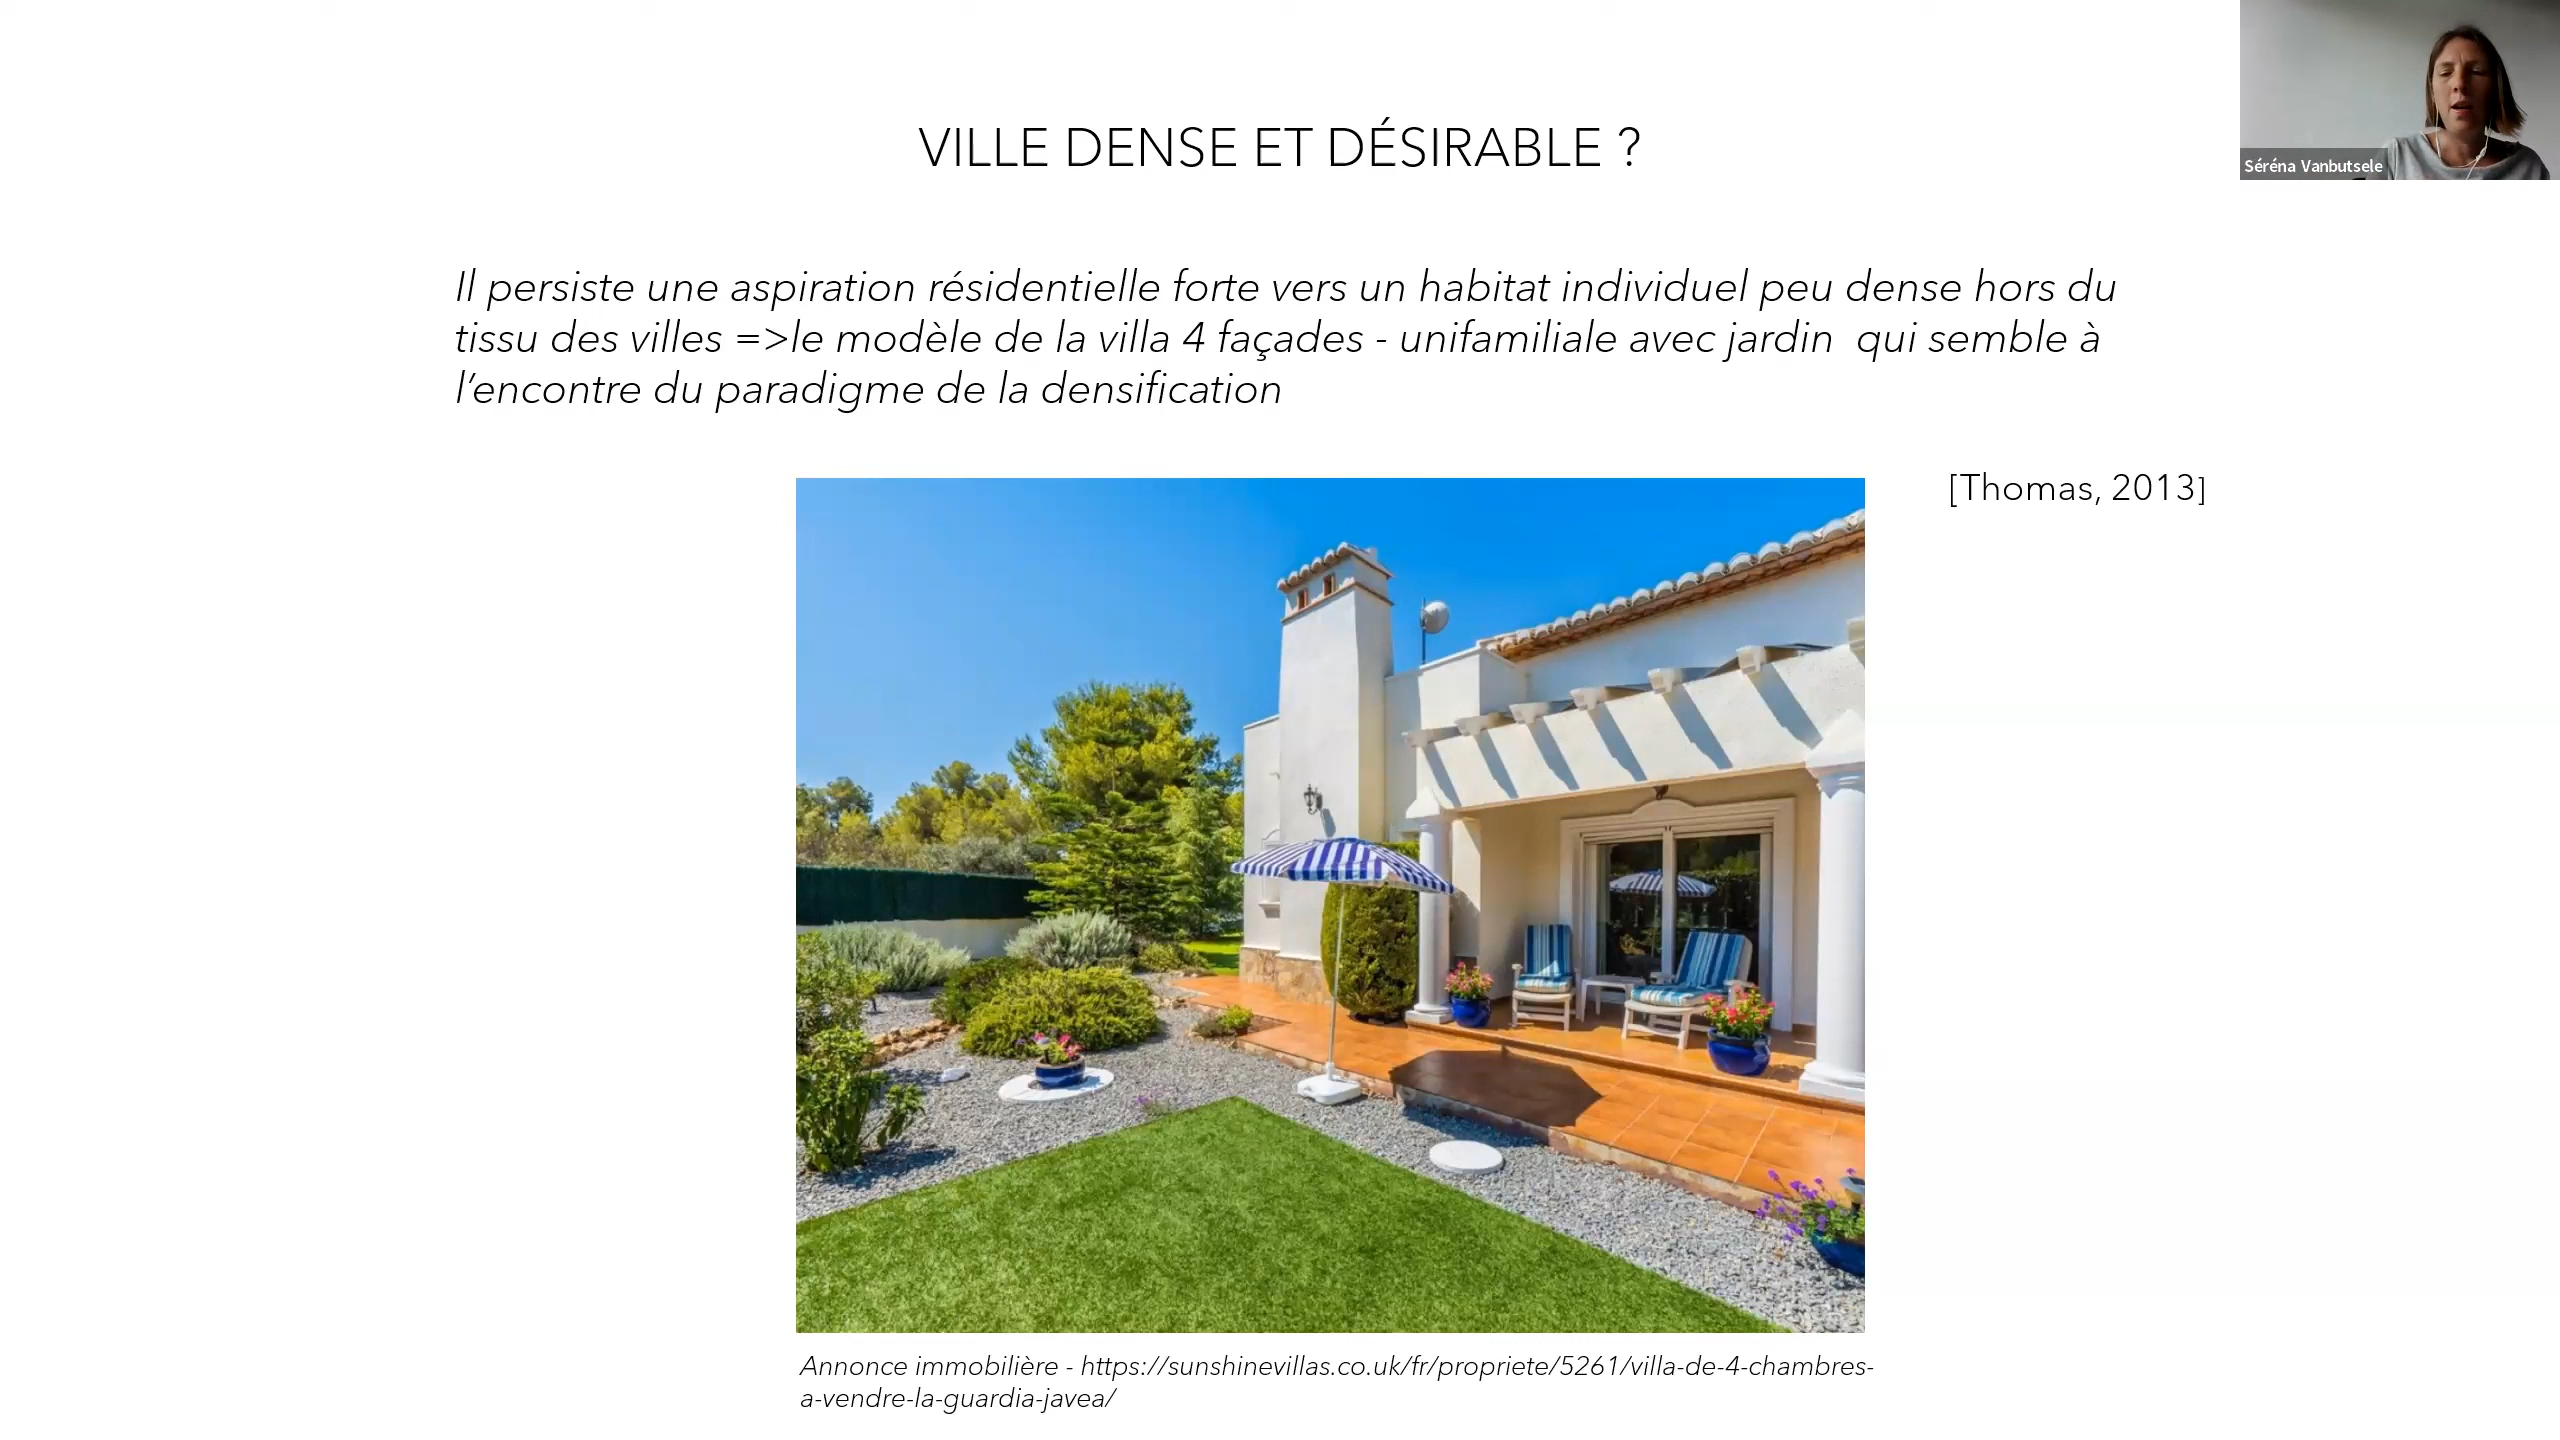 VILLE DENSE ET DÉSIRABLE ?
Séréna Vanbutsele
Il persiste une aspiration résidentielle forte vers un habitat individuel peu dense hors du
tissu des villes =>le modèle de la villa 4 façades - unifamiliale avec jardin  qui semble à
l’encontre du paradigme de la densification
[Thomas, 2013]
Annonce immobilière - https://sunshinevillas.co.uk/fr/propriete/5261/villa-de-4-chambres-
a-vendre-la-guardia-javea/